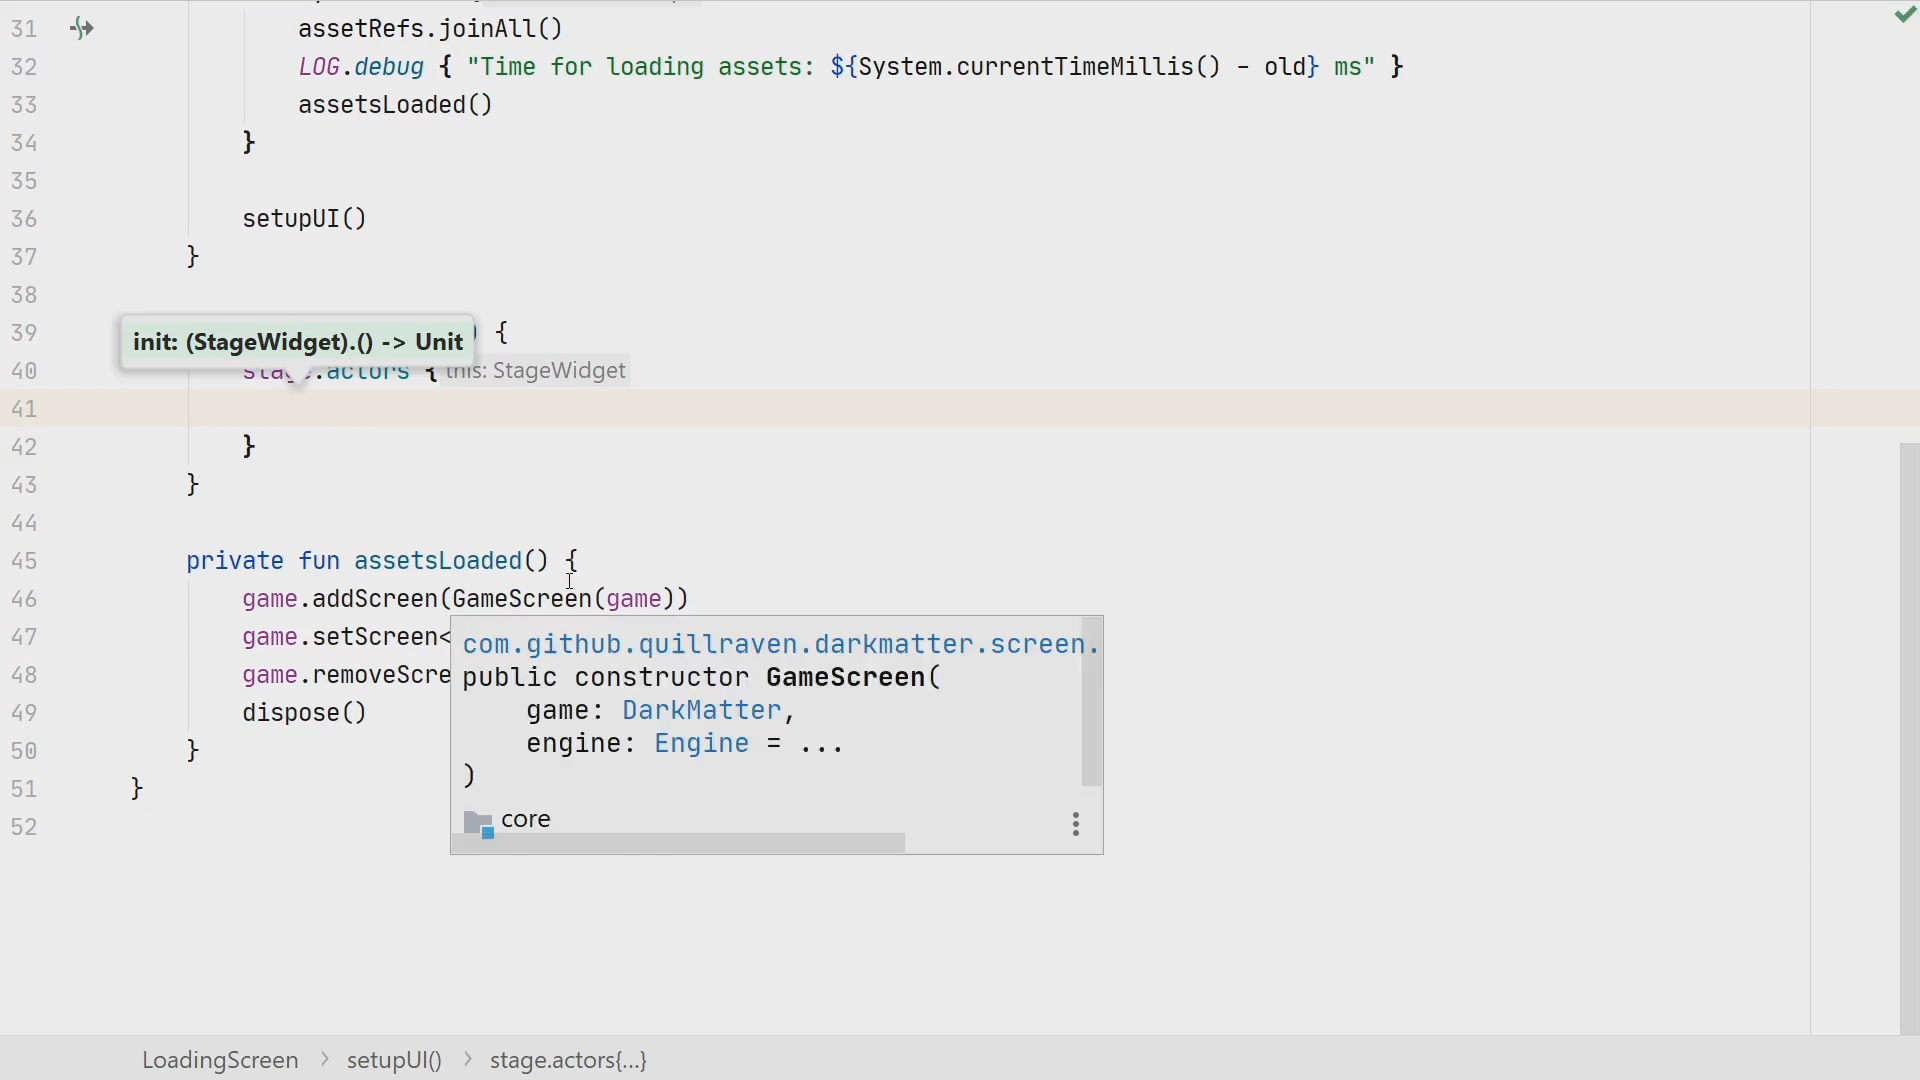 31 assetRefs.joinAll()
32 LOG.debug { "Time for loading assets: ${System.currentTimeMillis() - old} ms" }
33 assetsLoaded()
34 }
35
36 setupUI()
37 }
38
39 {
init: (StageWidget).() -> Unit
40 stage.actors { this: StageWidget
41
42 }
43 }
44
45 private fun assetsLoaded() {
46 game.addScreen(GameScreen(game))
47 game.setScreen<
48 game.removeScre
49 dispose()
50 }
51 }
52
com.github.quillraven.darkmatter.screen.
public constructor GameScreen(
game: DarkMatter,
engine: Engine = ...
)
core
LoadingScreen > setupUI() > stage.actors{...}